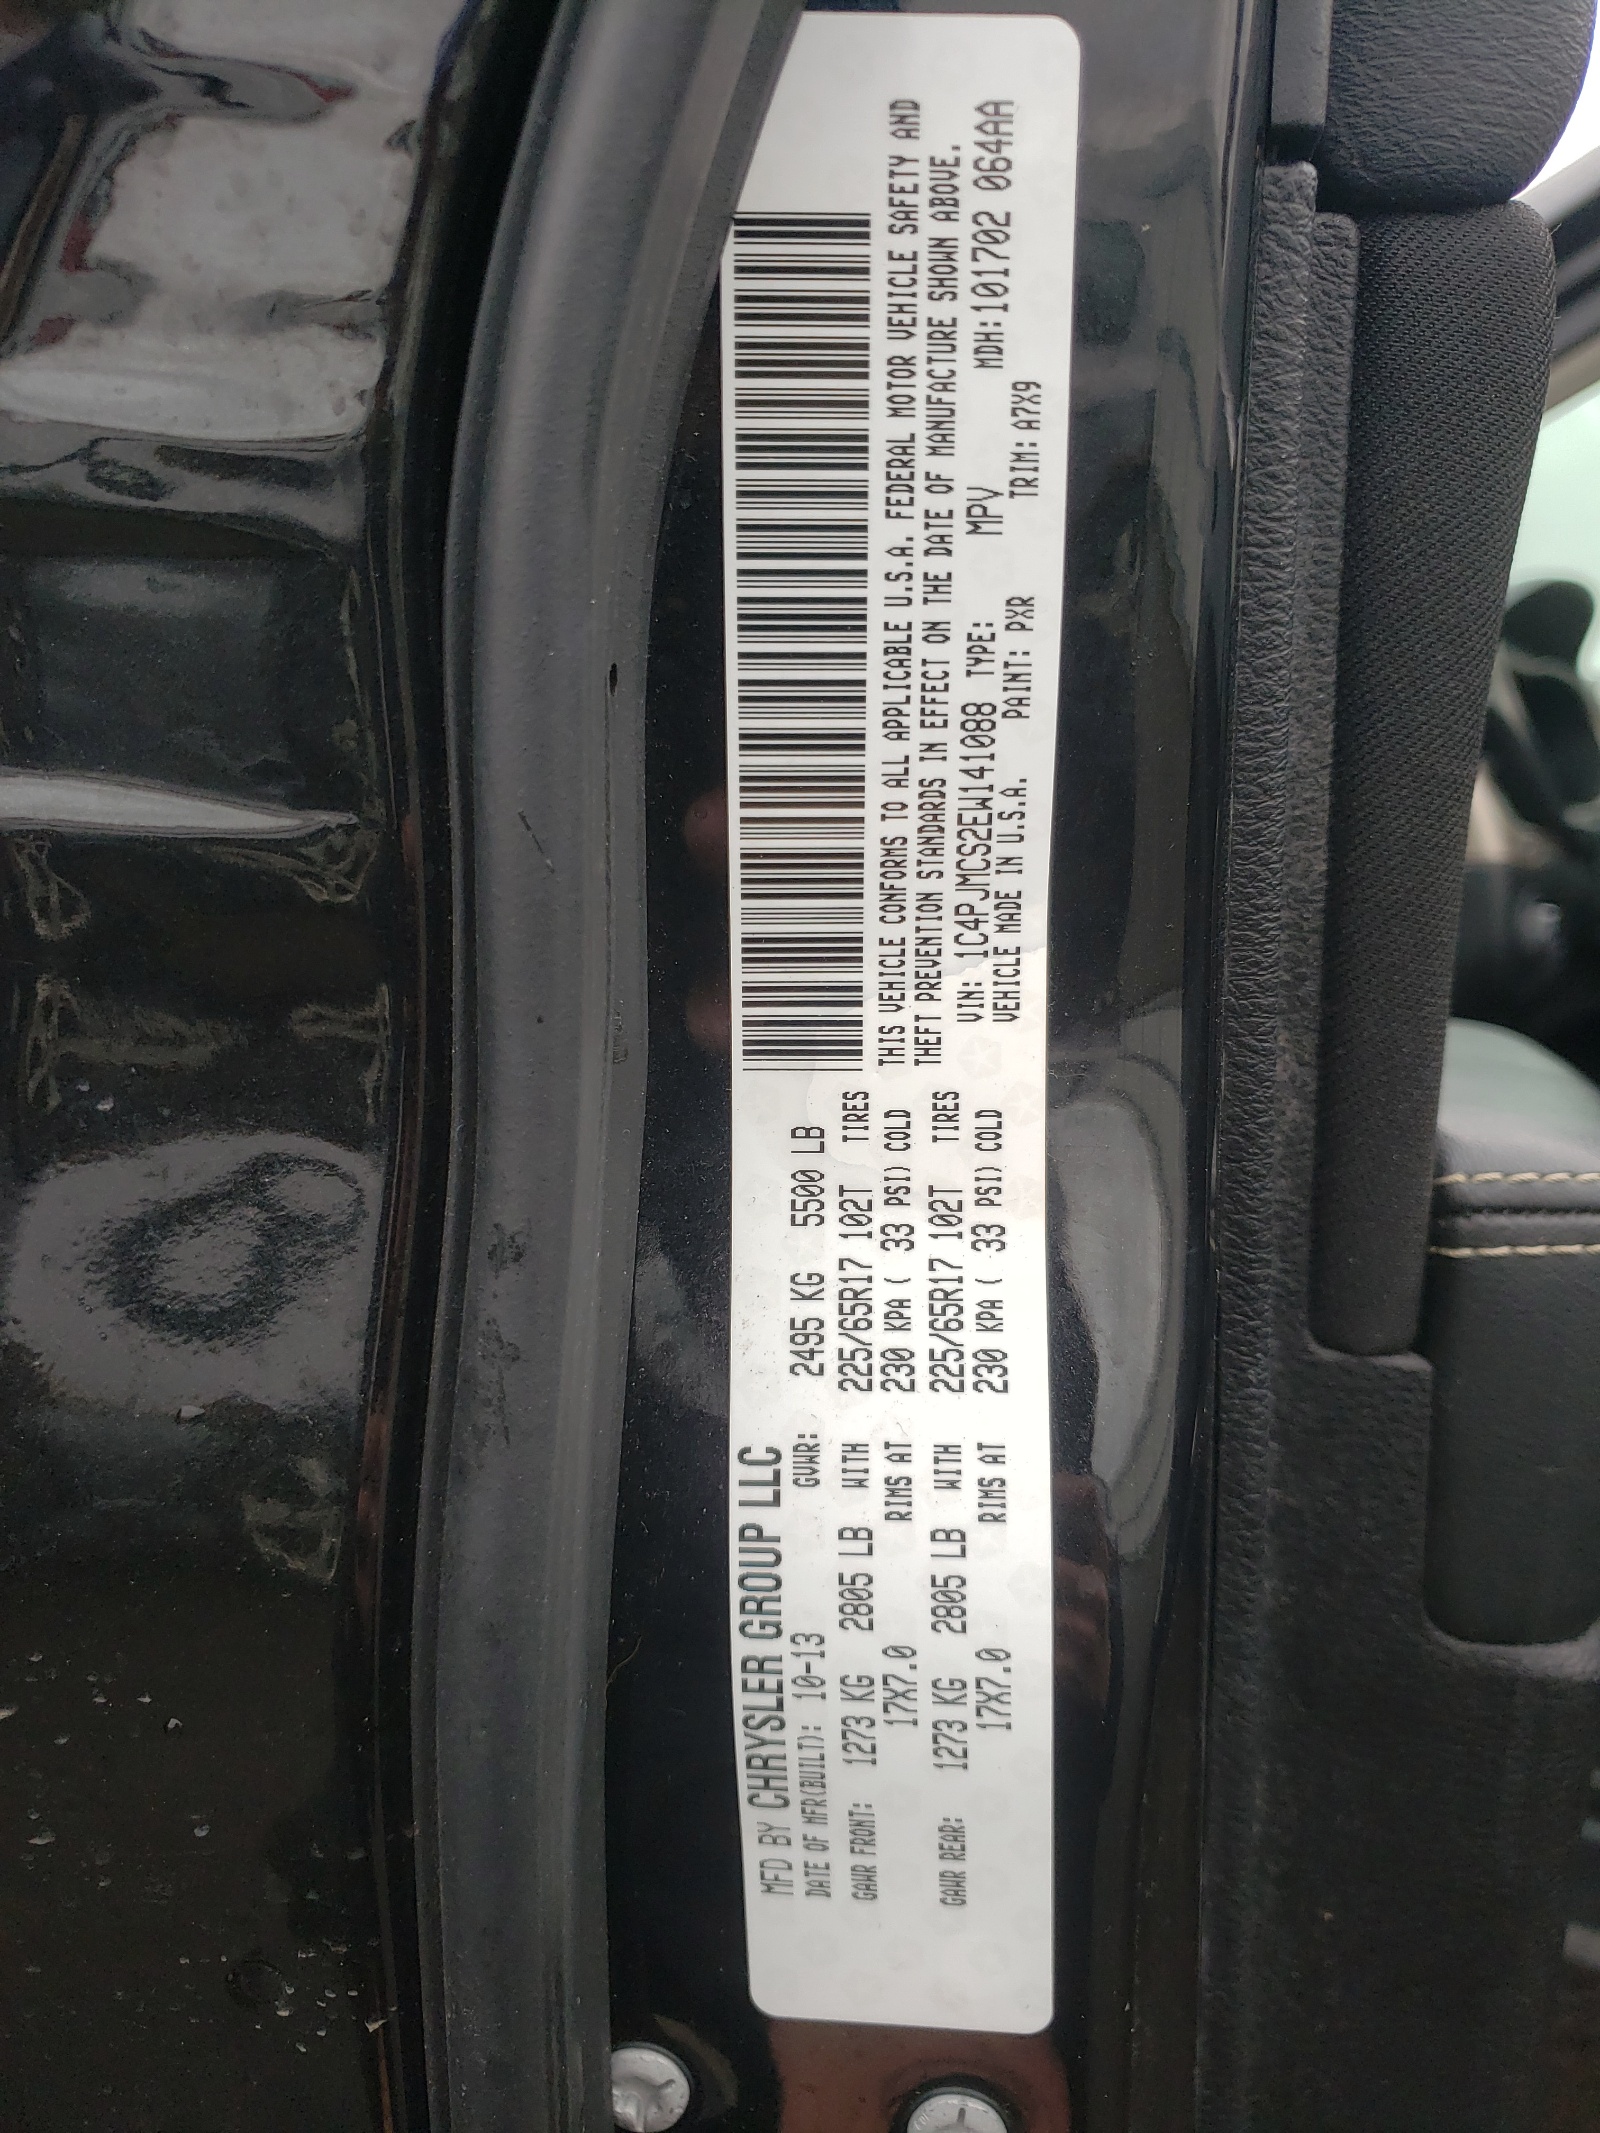 MFD BY CHRYSLER GROUP LLC
DATE OF MFR(BUILT): 10-13 GVWR: 2495 KG 5500 LB
GAWR FRONT: 1273 KG 2805 LB WITH 225/65R17 102T TIRES
17X7.0 RIMS AT 230 KPA ( 33 PSI) COLD
GAWR REAR: 1273 KG 2805 LB WITH 225/65R17 102T TIRES
17X7.0 RIMS AT 230 KPA ( 33 PSI) COLD
THIS VEHICLE CONFORMS TO ALL APPLICABLE U.S.A. FEDERAL MOTOR VEHICLE SAFETY AND
THEFT PREVENTION STANDARDS IN EFFECT ON THE DATE OF MANUFACTURE SHOWN ABOVE.
VIN: 1C4PJMCS2EW141088 TYPE: MPV MDH:101702 064AA
VEHICLE MADE IN U.S.A. PAINT: PXR TRIM: A7X9